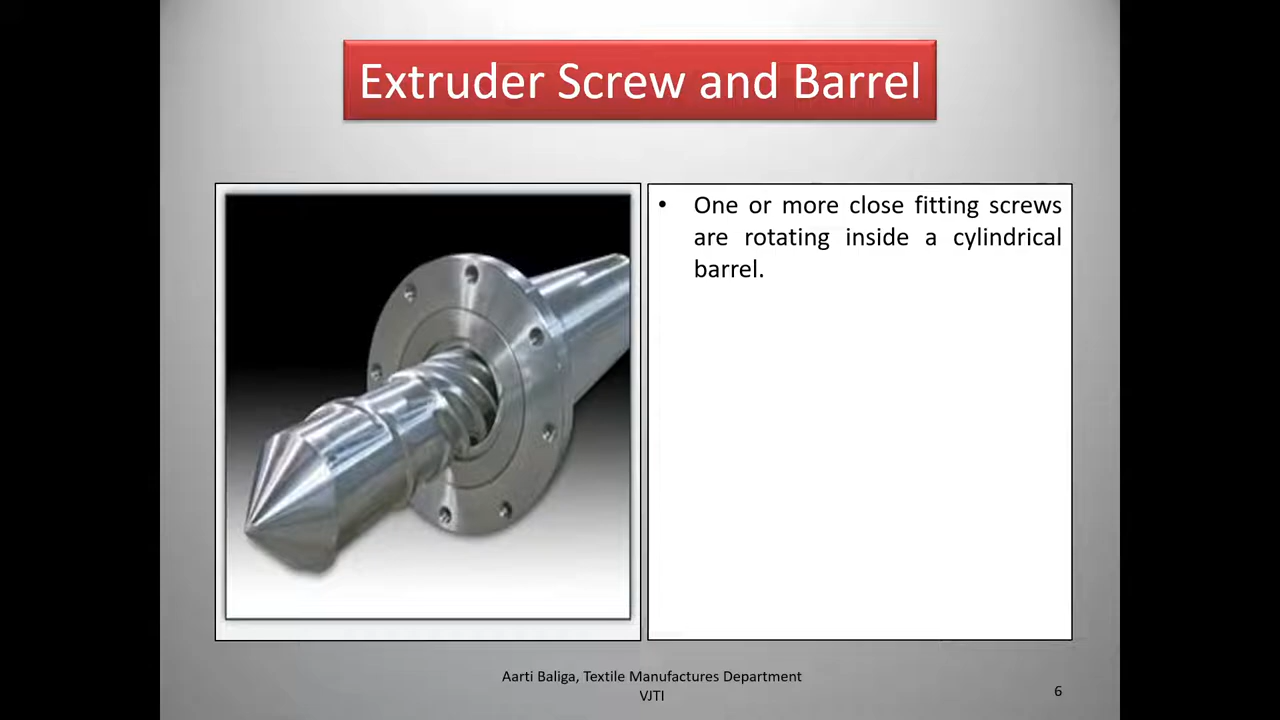 Extruder Screw and Barrel
• One or more close fitting screws
are rotating inside a cylindrical
barrel.
Aarti Baliga, Textile Manufactures Department
VJTI
6